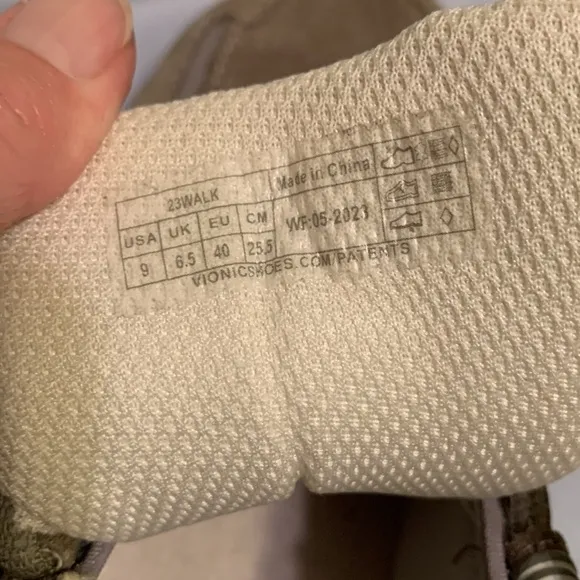 23WALK
Made in China
USA UK EU CM
WF:05-2023
9 6.5 40 25.5
VIONICSHOES.COM/PATENTS